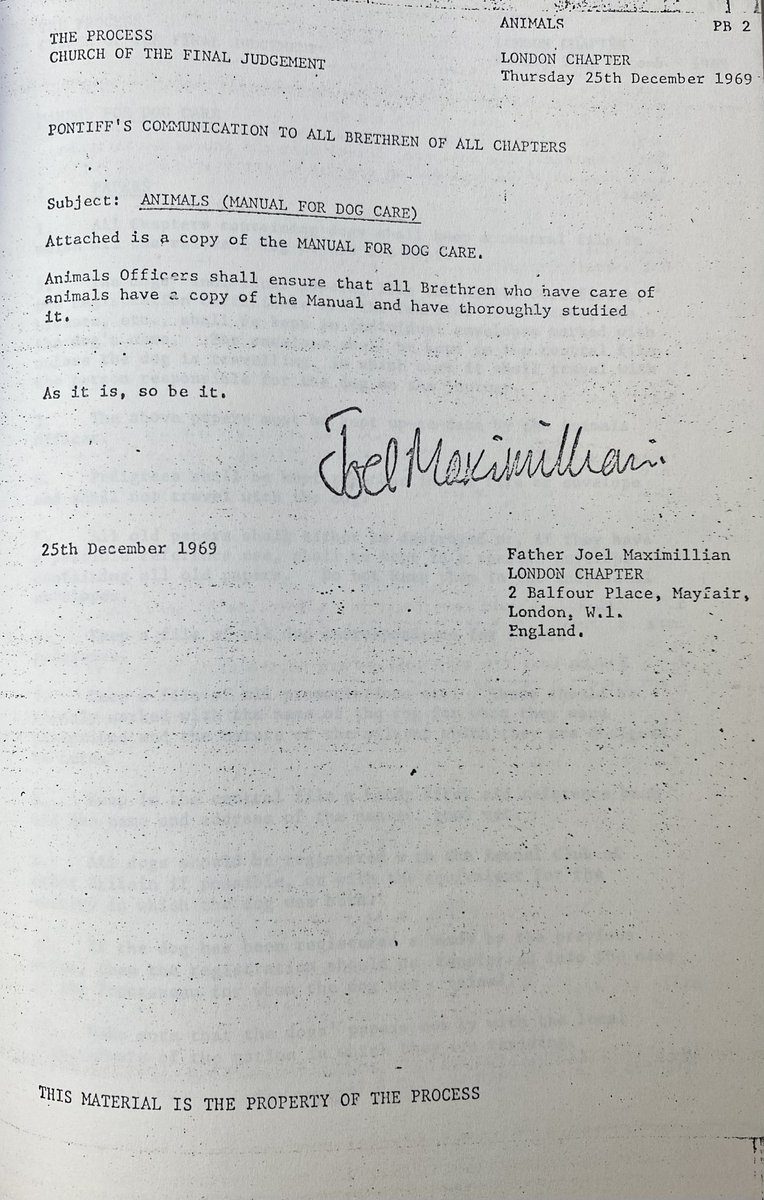 ANIMALS PB 2
THE PROCESS
CHURCH OF THE FINAL JUDGEMENT
LONDON CHAPTER
Thursday 25th December 1969
PONTIFF'S COMMUNICATION TO ALL BRETHREN OF ALL CHAPTERS
Subject: ANIMALS (MANUAL FOR DOG CARE)
Attached is a copy of the MANUAL FOR DOG CARE.
Animals Officers shall ensure that all Brethren who have care of
animals have a copy of the Manual and have thoroughly studied
it.
As it is, so be it.
Joel Maximillian.
25th December 1969
Father Joel Maximillian
LONDON CHAPTER
2 Balfour Place, Mayfair,
London, W.1.
England.
THIS MATERIAL IS THE PROPERTY OF THE PROCESS